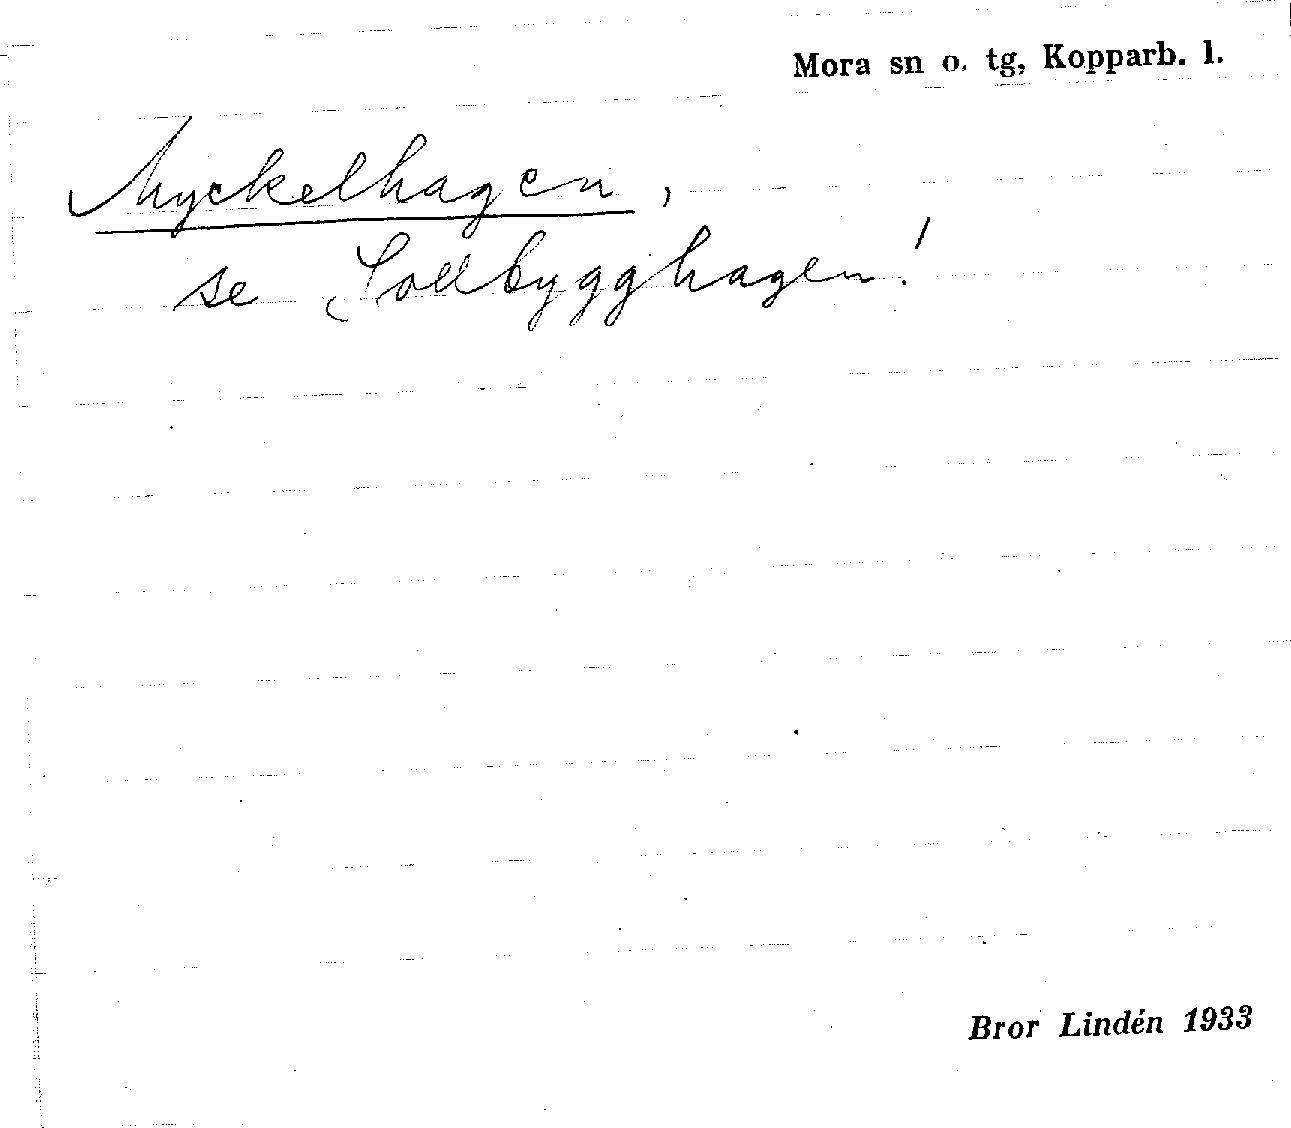 Mora sn o. tg, Kopparb. l.
Myckelhagen,
se Sollbygghagen!
Bror Lindén 1933